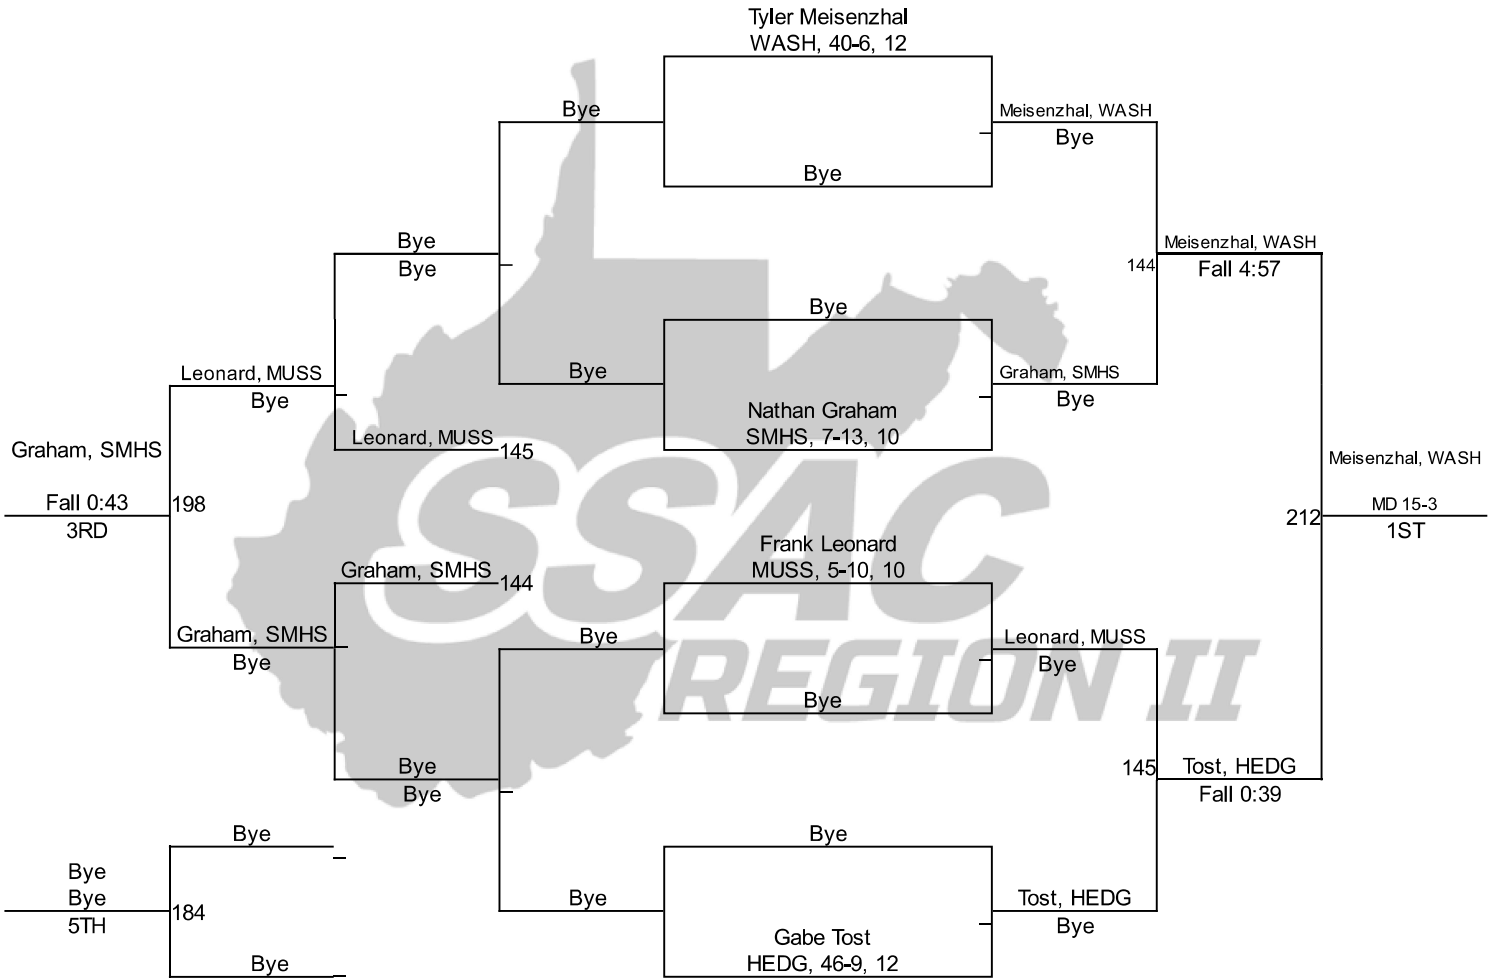 Tyler Meisenzhal
WASH, 40-6, 12
Bye
Meisenzhal, WASH
Bye
Bye
Bye
Bye
Meisenzhal, WASH
144
Fall 4:57
Bye
Leonard, MUSS
Bye
Bye
Graham, SMHS
Bye
Nathan Graham
SMHS, 7-13, 10
Leonard, MUSS
145
Graham, SMHS
Fall 0:43
198
3RD
Meisenzhal, WASH
212
MD 15-3
1ST
SSAC
REGION II
Frank Leonard
MUSS, 5-10, 10
Graham, SMHS
144
Graham, SMHS
Bye
Bye
Leonard, MUSS
Bye
Bye
Bye
Bye
145
Tost, HEDG
Fall 0:39
Bye
Bye
Bye
Bye
184
5TH
Bye
Bye
Tost, HEDG
Bye
Gabe Tost
HEDG, 46-9, 12
Bye